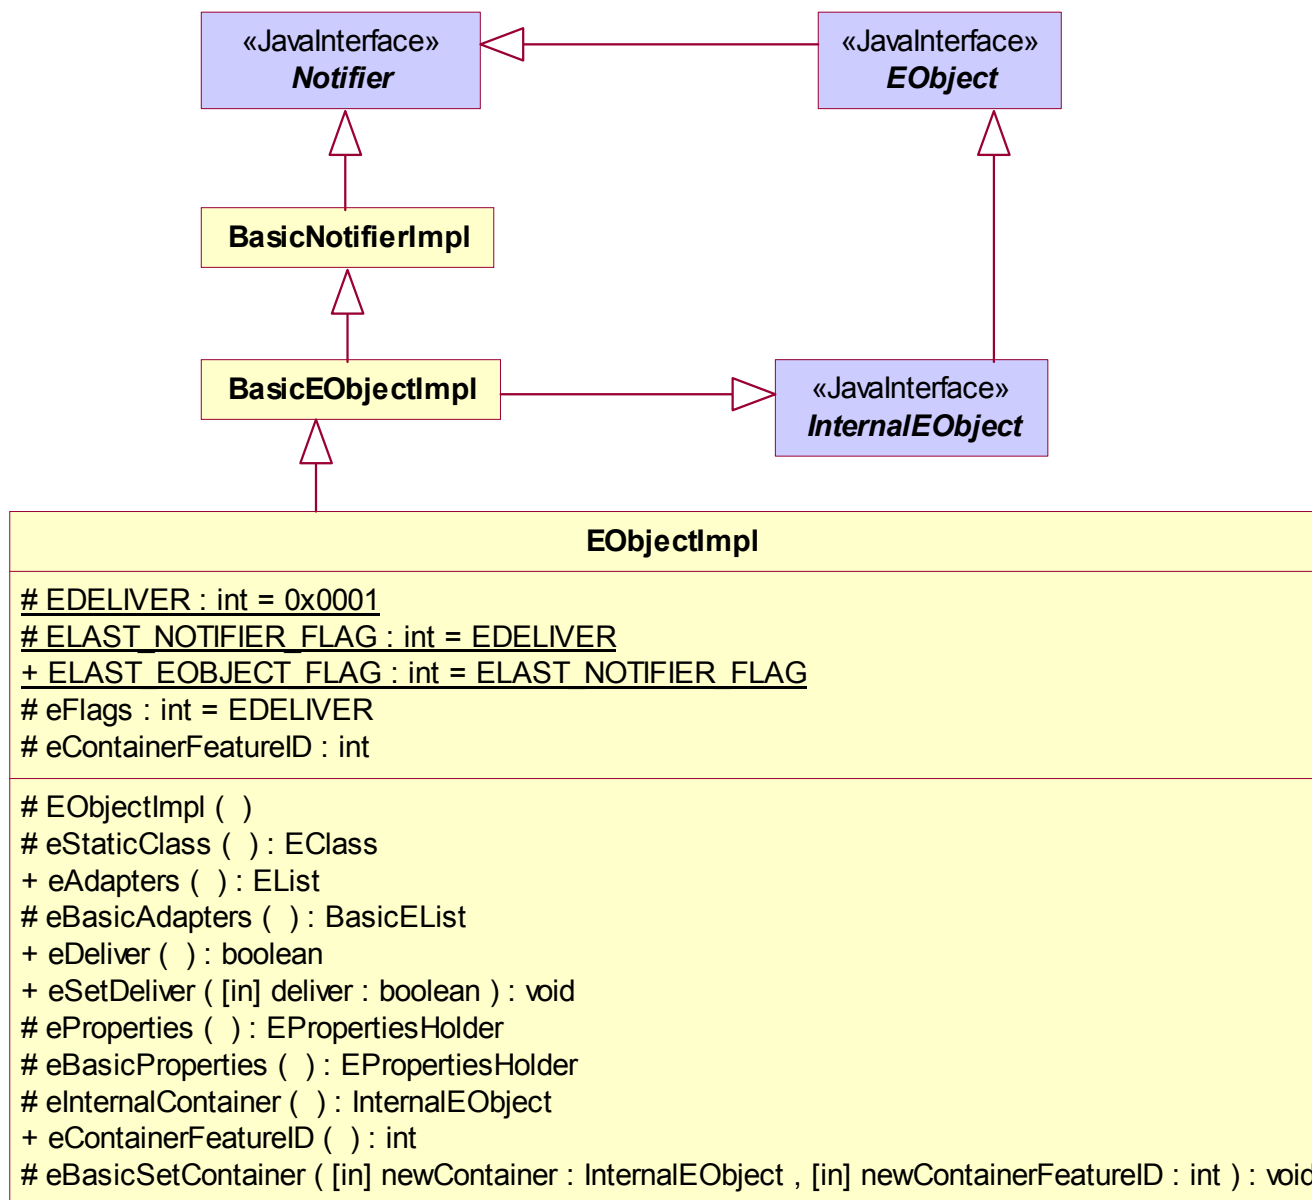 «JavaInterface»
Notifier
«JavaInterface»
EObject
BasicNotifierImpl
BasicEObjectImpl
«JavaInterface»
InternalEObject
EObjectImpl
# EDELIVER : int = 0x0001
# ELAST_NOTIFIER_FLAG : int = EDELIVER
+ ELAST_EOBJECT_FLAG : int = ELAST_NOTIFIER_FLAG
# eFlags : int = EDELIVER
# eContainerFeatureID : int
# EObjectImpl ( )
# eStaticClass ( ) : EClass
+ eAdapters ( ) : EList
# eBasicAdapters ( ) : BasicEList
+ eDeliver ( ) : boolean
+ eSetDeliver ( [in] deliver : boolean ) : void
# eProperties ( ) : EPropertiesHolder
# eBasicProperties ( ) : EPropertiesHolder
# eInternalContainer ( ) : InternalEObject
+ eContainerFeatureID ( ) : int
# eBasicSetContainer ( [in] newContainer : InternalEObject , [in] newContainerFeatureID : int ) : void